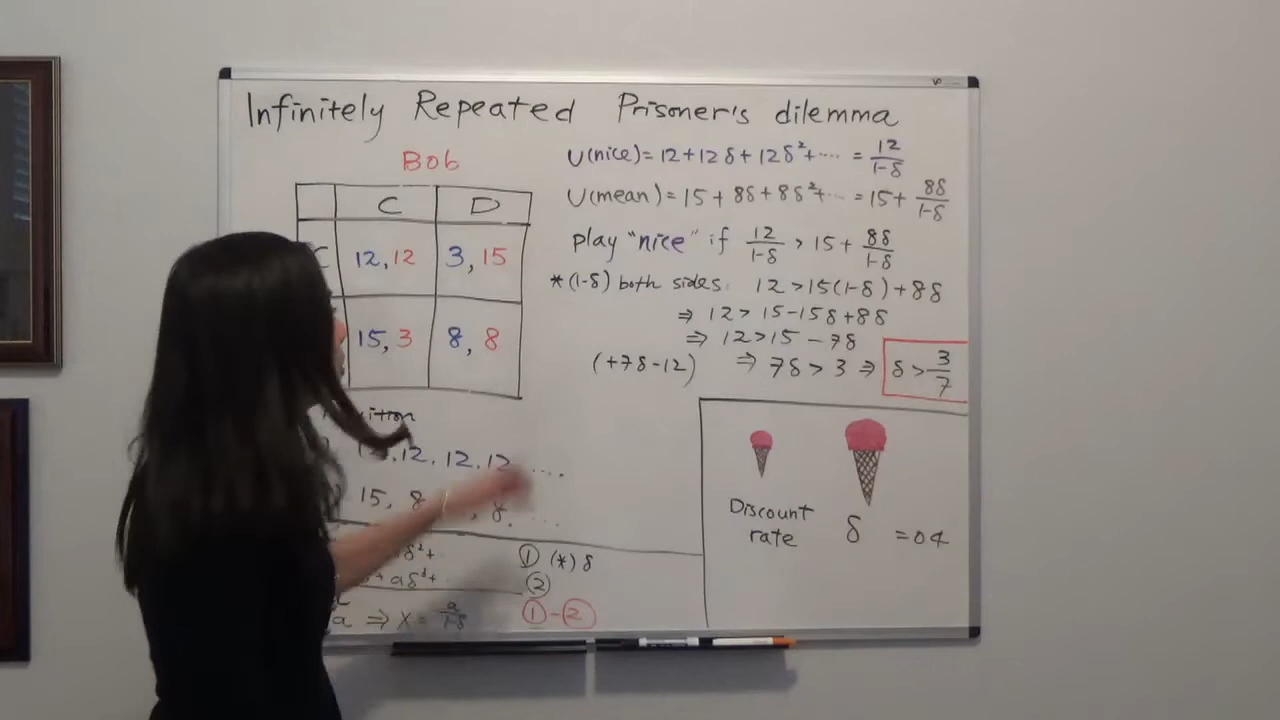 Infinitely Repeated Prisoner's dilemma
Bob
C D
12, 12 3, 15
15, 3 8, 8
.12, 12, 12 ....
15, 8 , 8, ....
δ²+
+ aδ³+
① (*) δ
②
a ⇒ X = a/1-δ
①-②
U(nice)= 12+12δ+12δ²+···· = 12/1-δ
U(mean)= 15+8δ+8δ²+··· = 15+ 8δ/1-δ
Play "nice" if 12/1-δ > 15+ 8δ/1-δ
*(1-δ) both sides: 12 >15(1-δ)+8δ
⇒ 12> 15-15δ+8δ
⇒ 12>15 -7δ
(+7δ-12) ⇒ 7δ > 3 ⇒ δ > 3/7
Discount
rate δ =04